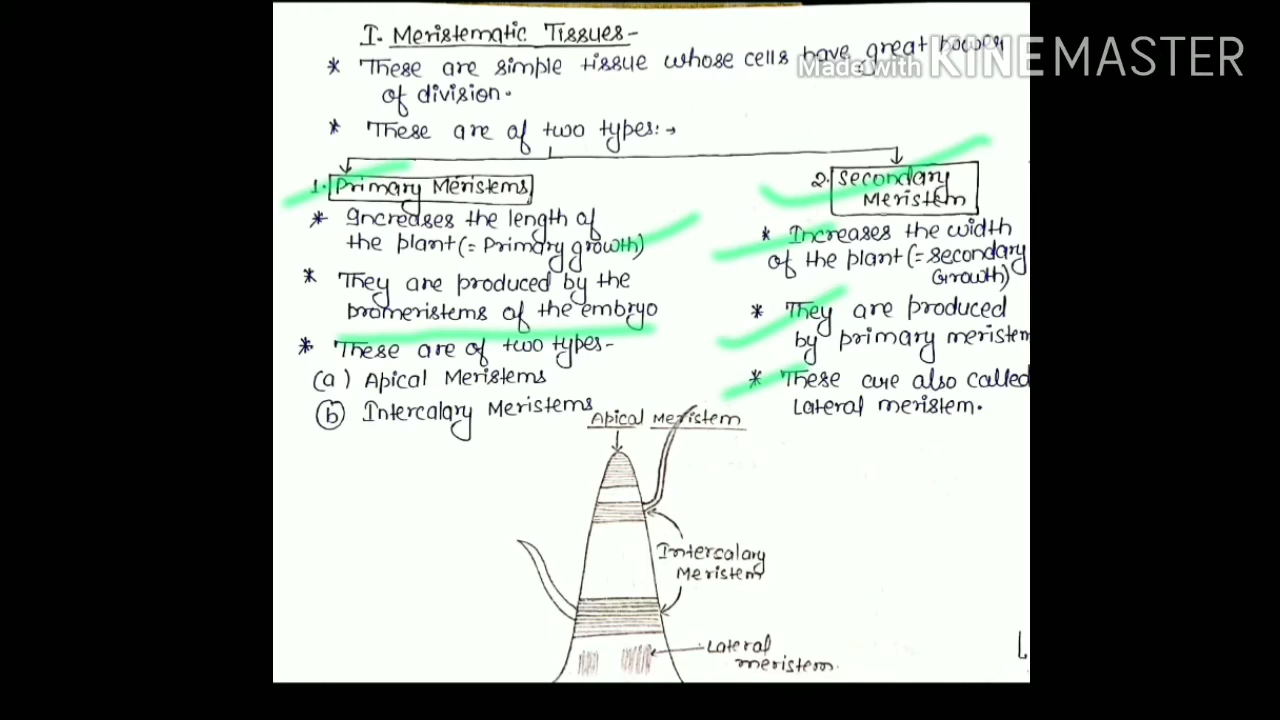 I. Meristematic Tissues-
* These are simple tissue whose cells have great power
Made with KINEMASTER
of division.
* These are of two types:→
1. Primary Meristems
* Increases the length of
the plant (= Primary growth)
* They are produced by the
promeristems of the embryo
* These are of two types-
(a) Apical Meristems
(b) Intercalary Meristems
2. Secondary
Meristem
* Increases the width
of the plant (= Secondary
Growth)
* They are produced
by primary meristem
* These are also called
Lateral meristem.
Apical Meristem
Intercalary
Meristem
Lateral
meristem.